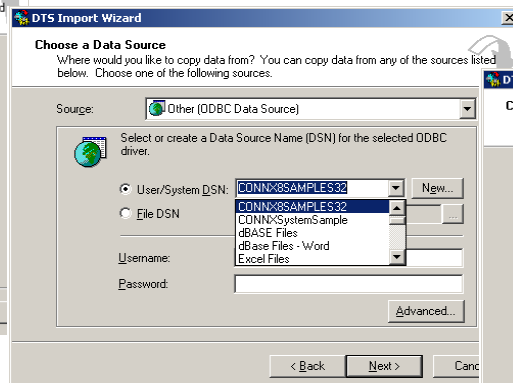 DTS Import Wizard
Choose a Data Source
Where would you like to copy data from? You can copy data from any of the sources listed
below. Choose one of the following sources.
Source:
Other (ODBC Data Source)
Select or create a Data Source Name (DSN) for the selected ODBC
driver.
User/System DSN:
CONNX8SAMPLES32
New...
CONNX8SAMPLES32
File DSN
...
CONNXSystemSample
dBASE Files
dBase Files - Word
Excel Files
Username:
Password:
Advanced...
< Back
Next >